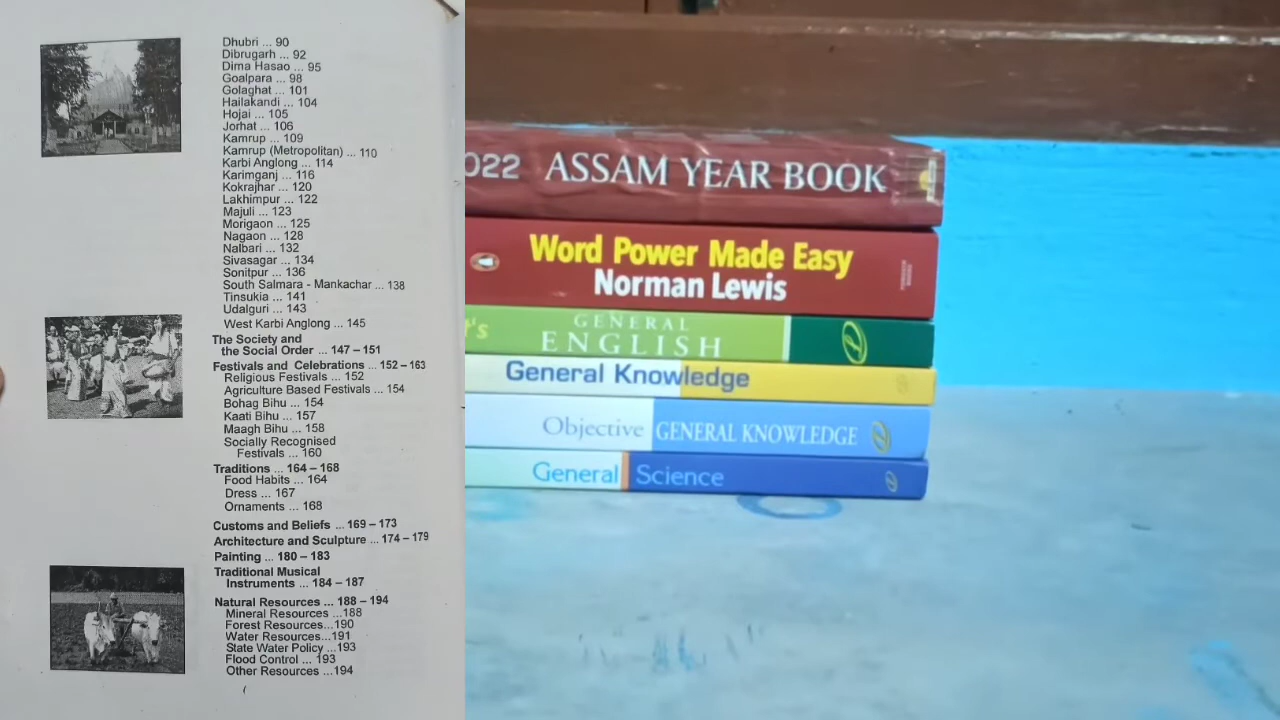 Dhubri ... 90
Dibrugarh ... 92
Dima Hasao ... 95
Goalpara ... 98
Golaghat ... 101
Hailakandi ... 104
Hojai ... 105
Jorhat ... 106
Kamrup ... 109
Kamrup (Metropolitan) ... 110
Karbi Anglong ... 114
Karimganj ... 116
Kokrajhar ... 120
Lakhimpur ... 122
Majuli ... 123
Morigaon ... 125
Nagaon ... 128
Nalbari ... 132
Sivasagar ... 134
Sonitpur ... 136
South Salmara - Mankachar ... 138
Tinsukia ... 141
Udalguri ... 143
West Karbi Anglong ... 145
The Society and
the Social Order ... 147 – 151
Festivals and Celebrations ... 152 – 163
Religious Festivals ... 152
Agriculture Based Festivals ... 154
Bohag Bihu ... 154
Kaati Bihu ... 157
Maagh Bihu ... 158
Socially Recognised
Festivals ... 160
Traditions ... 164 – 168
Food Habits ... 164
Dress ... 167
Ornaments ... 168
Customs and Beliefs ... 169 – 173
Architecture and Sculpture ... 174 – 179
Painting ... 180 – 183
Traditional Musical
Instruments ... 184 – 187
Natural Resources ... 188 – 194
Mineral Resources ...188
Forest Resources...190
Water Resources...191
State Water Policy ...193
Flood Control ... 193
Other Resources ...194
022 ASSAM YEAR BOOK
Word Power Made Easy
Norman Lewis
't's GENERAL
ENGLISH
General Knowledge
Objective GENERAL KNOWLEDGE
General Science